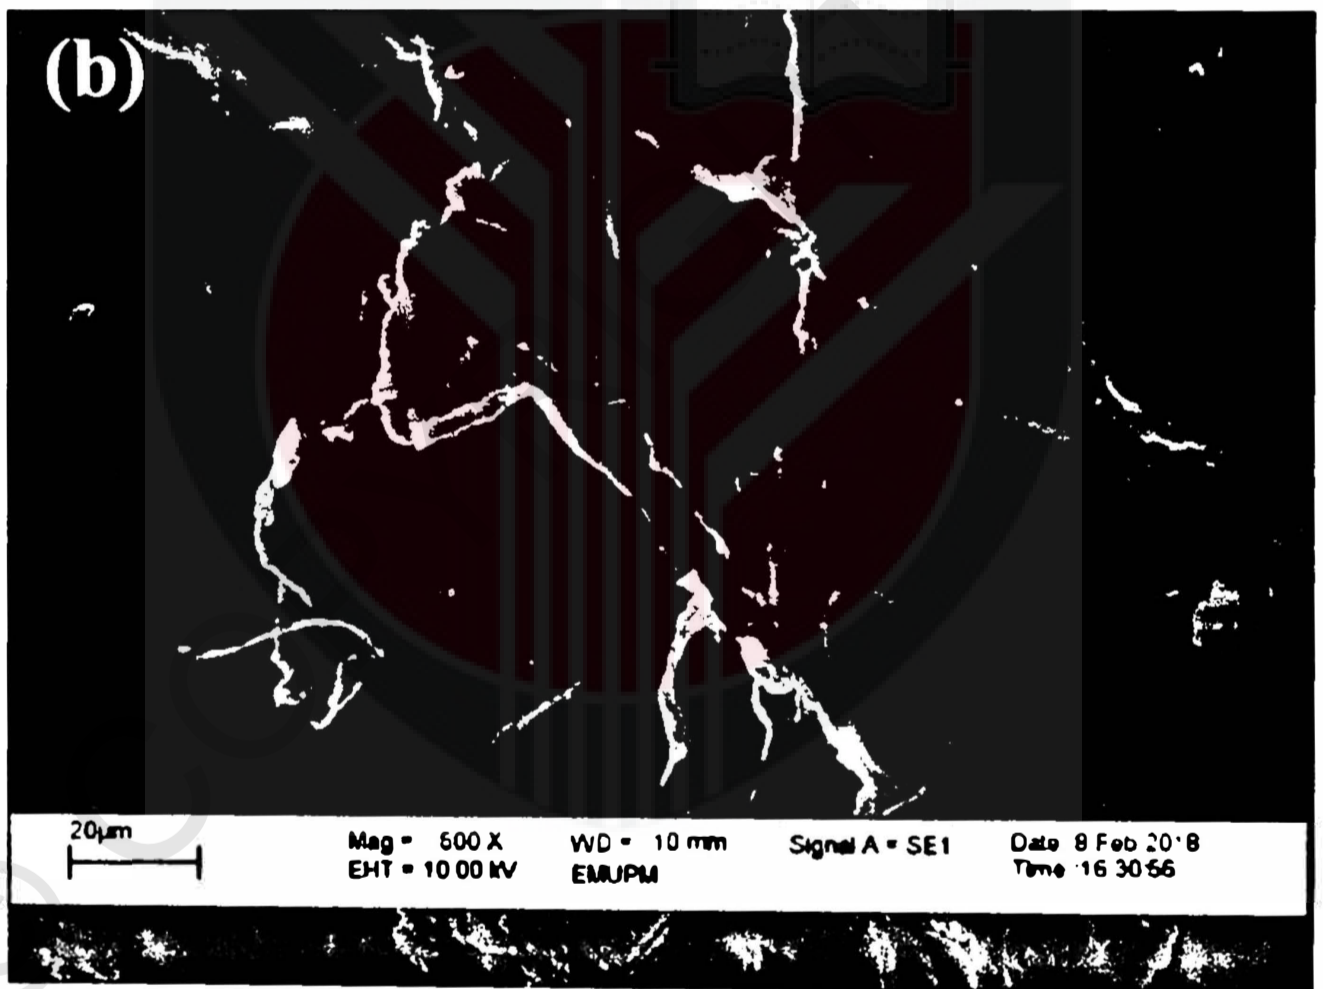 (b)
20µm
Mag = 500 X WD = 10 mm Signal A = SE1 Date 8 Feb 2018
EHT = 10 00 kV EMUPM Time 16 30 56